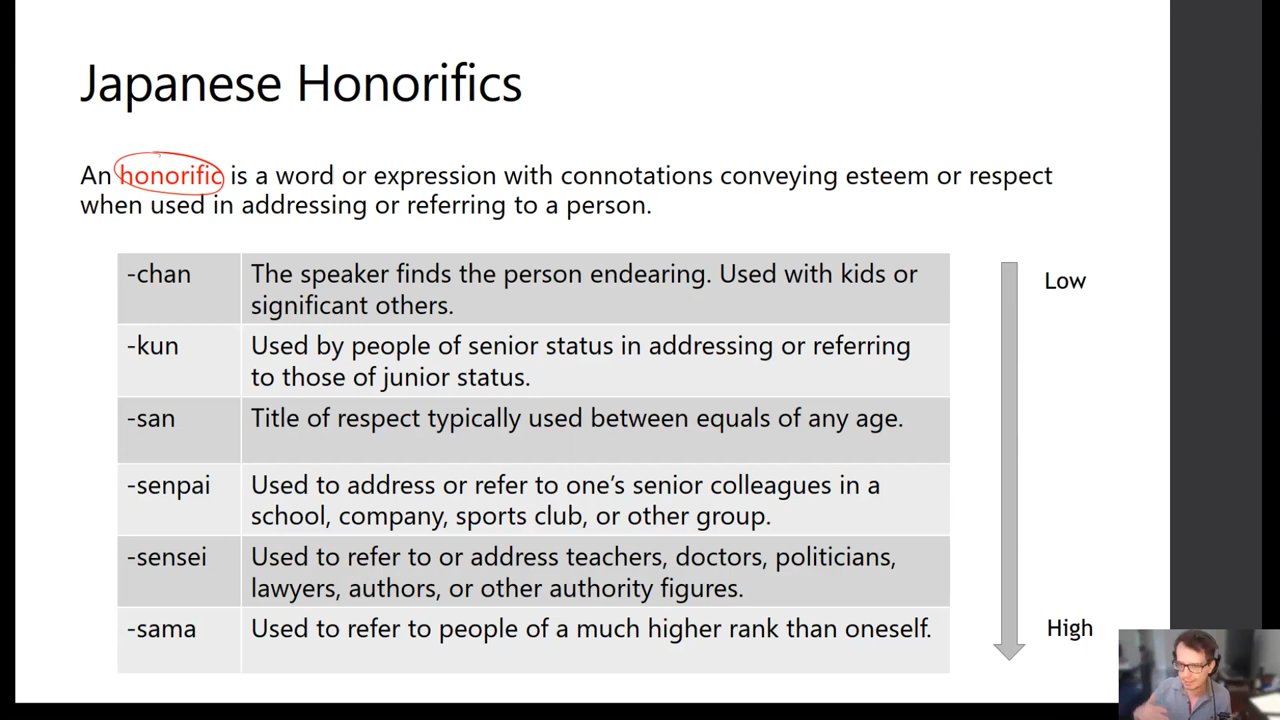 Japanese Honorifics
An honorific is a word or expression with connotations conveying esteem or respect
when used in addressing or referring to a person.
-chan
The speaker finds the person endearing. Used with kids or
significant others.
-kun
Used by people of senior status in addressing or referring
to those of junior status.
-san
Title of respect typically used between equals of any age.
-senpai
Used to address or refer to one’s senior colleagues in a
school, company, sports club, or other group.
-sensei
Used to refer to or address teachers, doctors, politicians,
lawyers, authors, or other authority figures.
-sama
Used to refer to people of a much higher rank than oneself.
Low
High